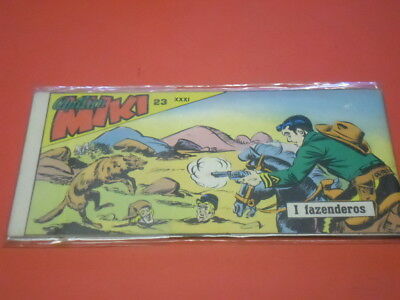 Capitan
MIKI
23 XXXI
I fazenderos